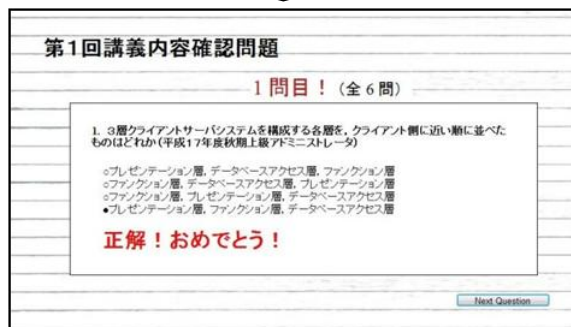 第1回講義内容確認問題
1問目！(全6問)
1. 3層クライアントサーバシステムを構成する各層を，クライアント側に近い順に並べた
ものはどれか(平成17年度秋期上級アドミニストレータ)
○プレゼンテーション層, データベースアクセス層, ファンクション層
○ファンクション層, データベースアクセス層, プレゼンテーション層
○ファンクション層, プレゼンテーション層, データベースアクセス層
●プレゼンテーション層, ファンクション層, データベースアクセス層
正解！おめでとう！
Next Question